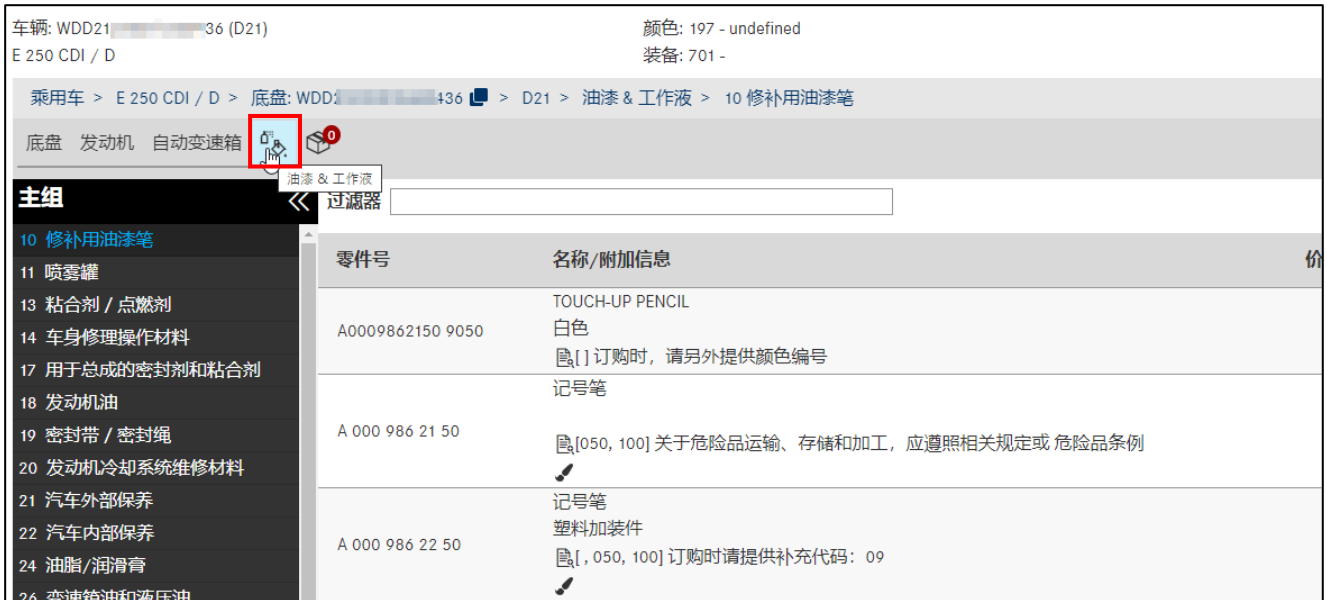 车辆: WDD21 36 (D21)
颜色: 197 - undefined
E 250 CDI / D
装备: 701 -
乘用车 > E 250 CDI / D > 底盘: WDD2 436 > D21 > 油漆 & 工作液 > 10 修补用油漆笔
底盘 发动机 自动变速箱 0
油漆 & 工作液
主组
过滤器
10 修补用油漆笔
11 喷雾罐
13 粘合剂 / 点燃剂
14 车身修理操作材料
17 用于总成的密封剂和粘合剂
18 发动机油
19 密封带 / 密封绳
20 发动机冷却系统维修材料
21 汽车外部保养
22 汽车内部保养
24 油脂/润滑膏
26 变速箱油和液压油
零件号 名称/附加信息 价
TOUCH-UP PENCIL
A0009862150 9050
白色
[ ] 订购时，请另外提供颜色编号
记号笔
A 000 986 21 50
[050, 100] 关于危险品运输、存储和加工，应遵照相关规定或 危险品条例
记号笔
塑料加装件
A 000 986 22 50
[ , 050, 100] 订购时请提供补充代码：09